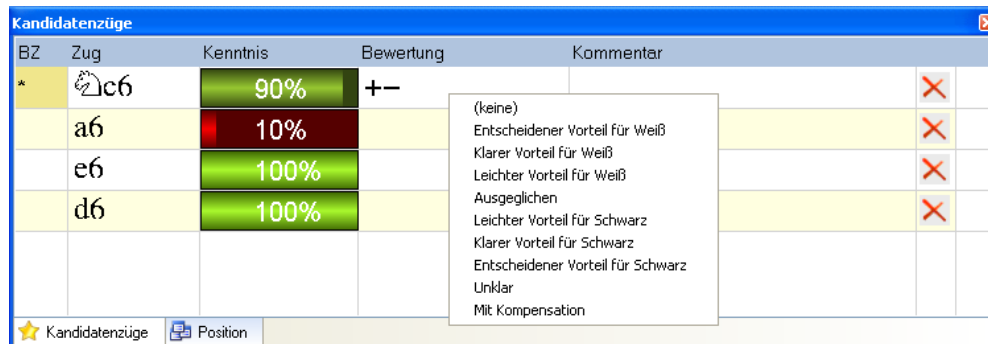 Kandidatenzüge
BZ Zug Kenntnis Bewertung Kommentar
* ♘c6 90% +−
a6 10%
e6 100%
d6 100%
(keine)
Entscheidener Vorteil für Weiß
Klarer Vorteil für Weiß
Leichter Vorteil für Weiß
Ausgeglichen
Leichter Vorteil für Schwarz
Klarer Vorteil für Schwarz
Entscheidener Vorteil für Schwarz
Unklar
Mit Kompensation
Kandidatenzüge Position